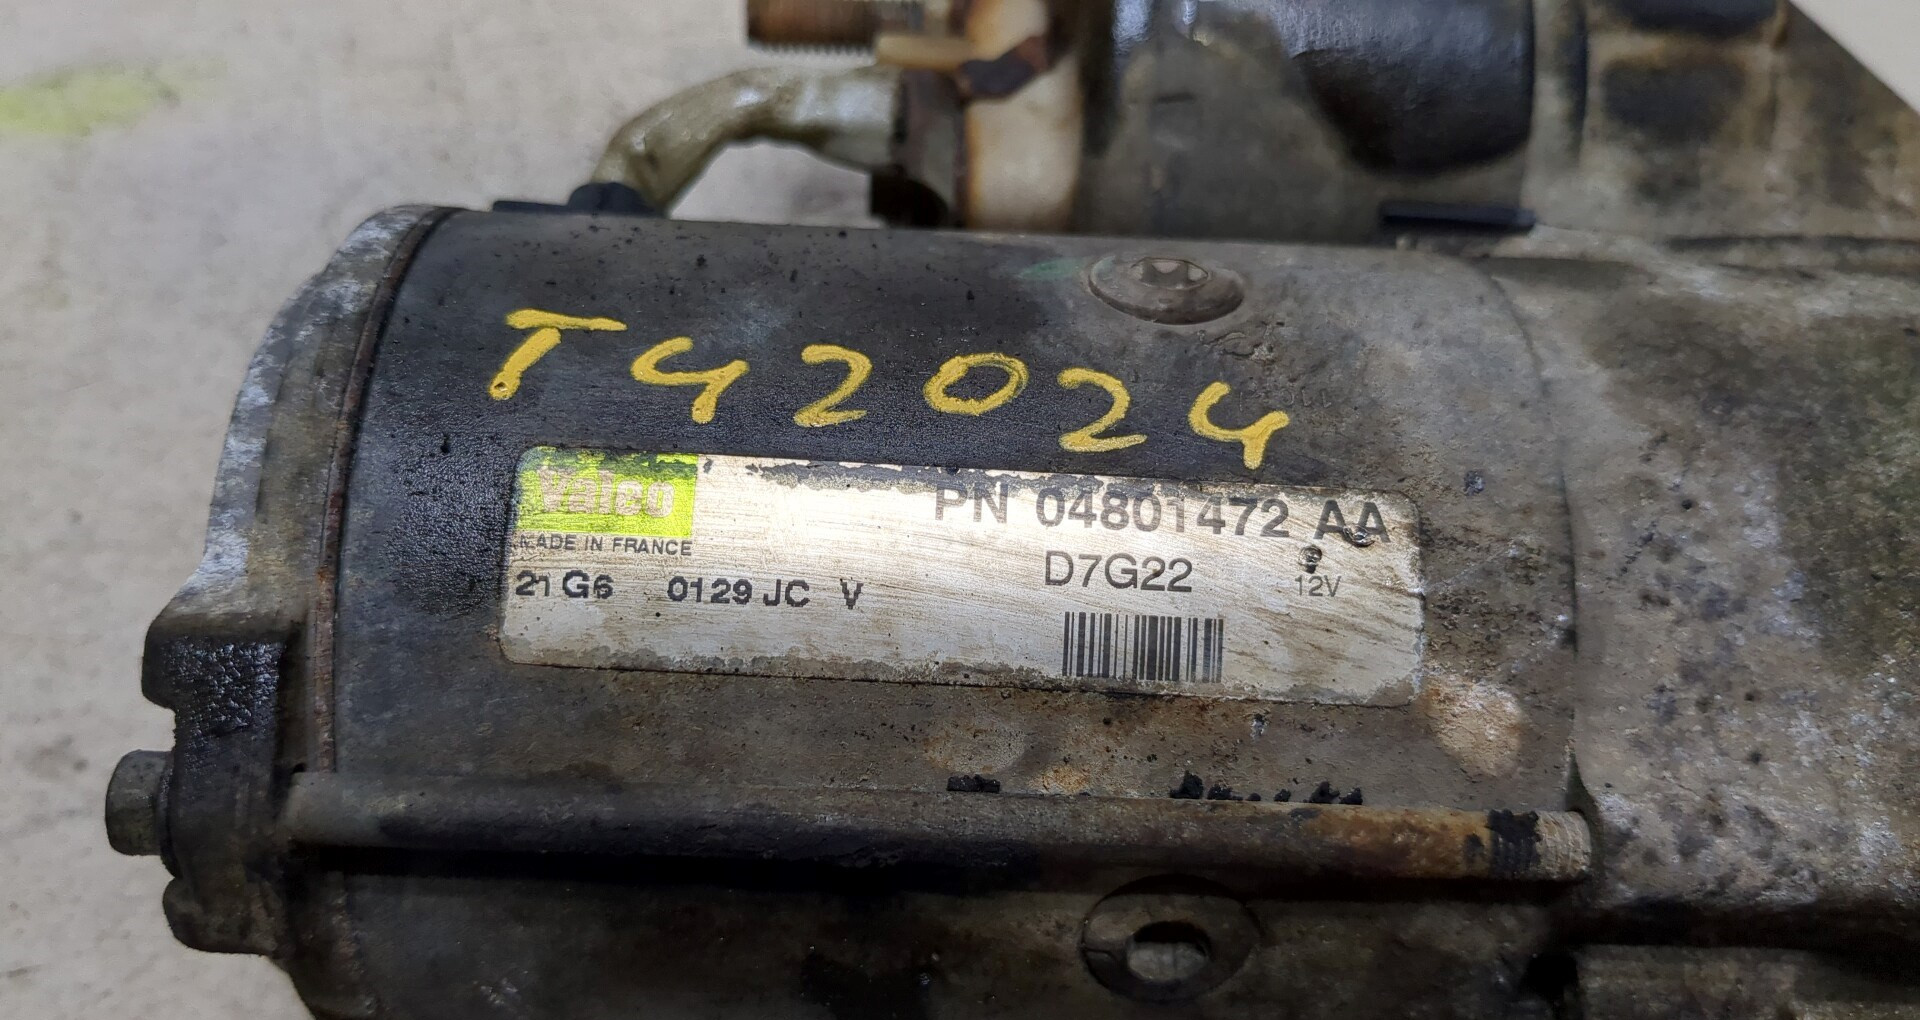 T42024
Valeo
PN 04801472 AA
MADE IN FRANCE
D7G22
12V
21 G6 0129 JC V